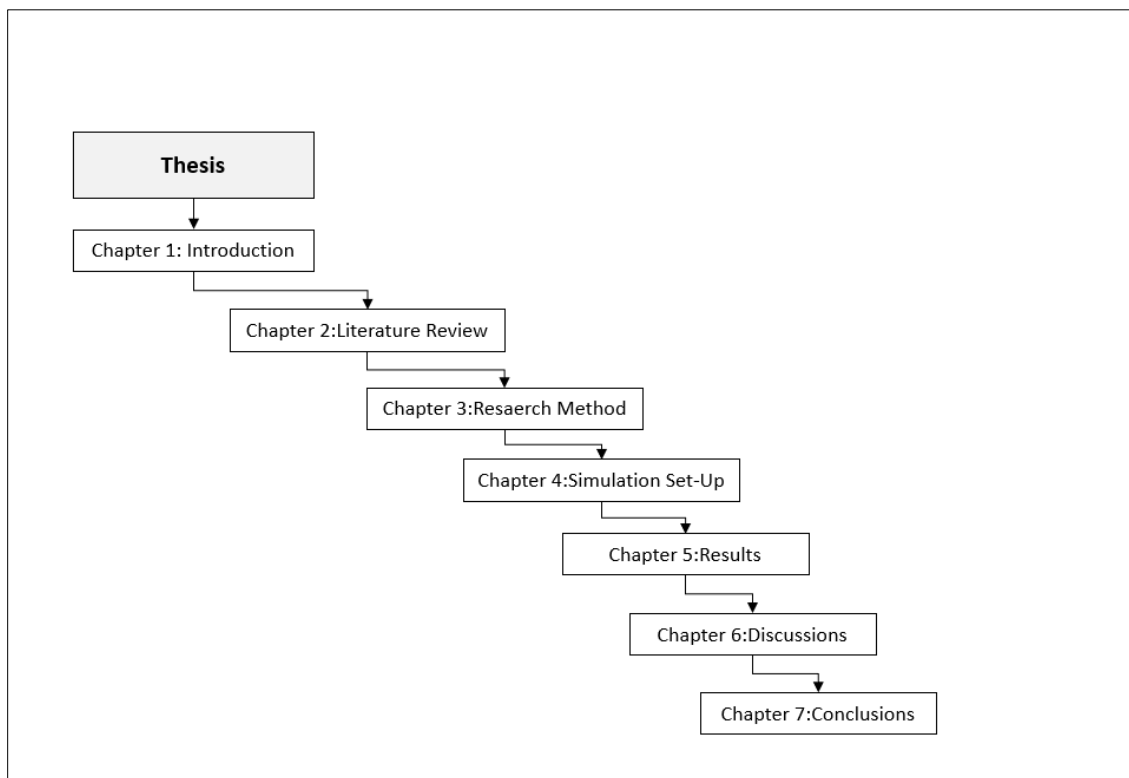 Thesis
Chapter 1: Introduction
Chapter 2:Literature Review
Chapter 3:Resaerch Method
Chapter 4:Simulation Set-Up
Chapter 5:Results
Chapter 6:Discussions
Chapter 7:Conclusions